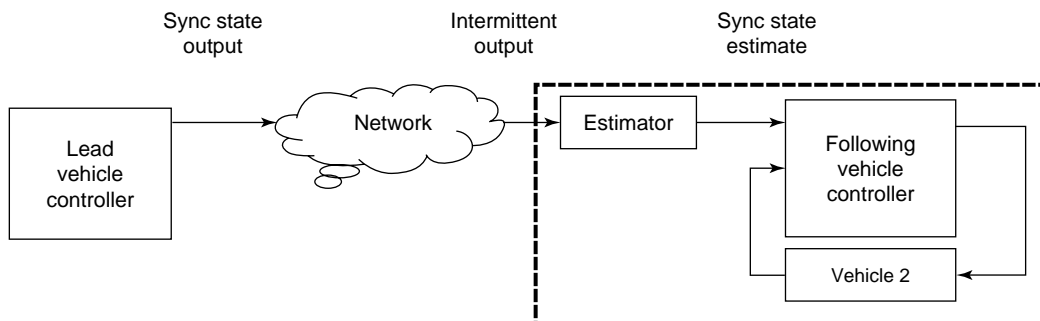 Sync state
output
Intermittent
output
Sync state
estimate
Lead
vehicle
controller
Network
Estimator
Following
vehicle
controller
Vehicle 2